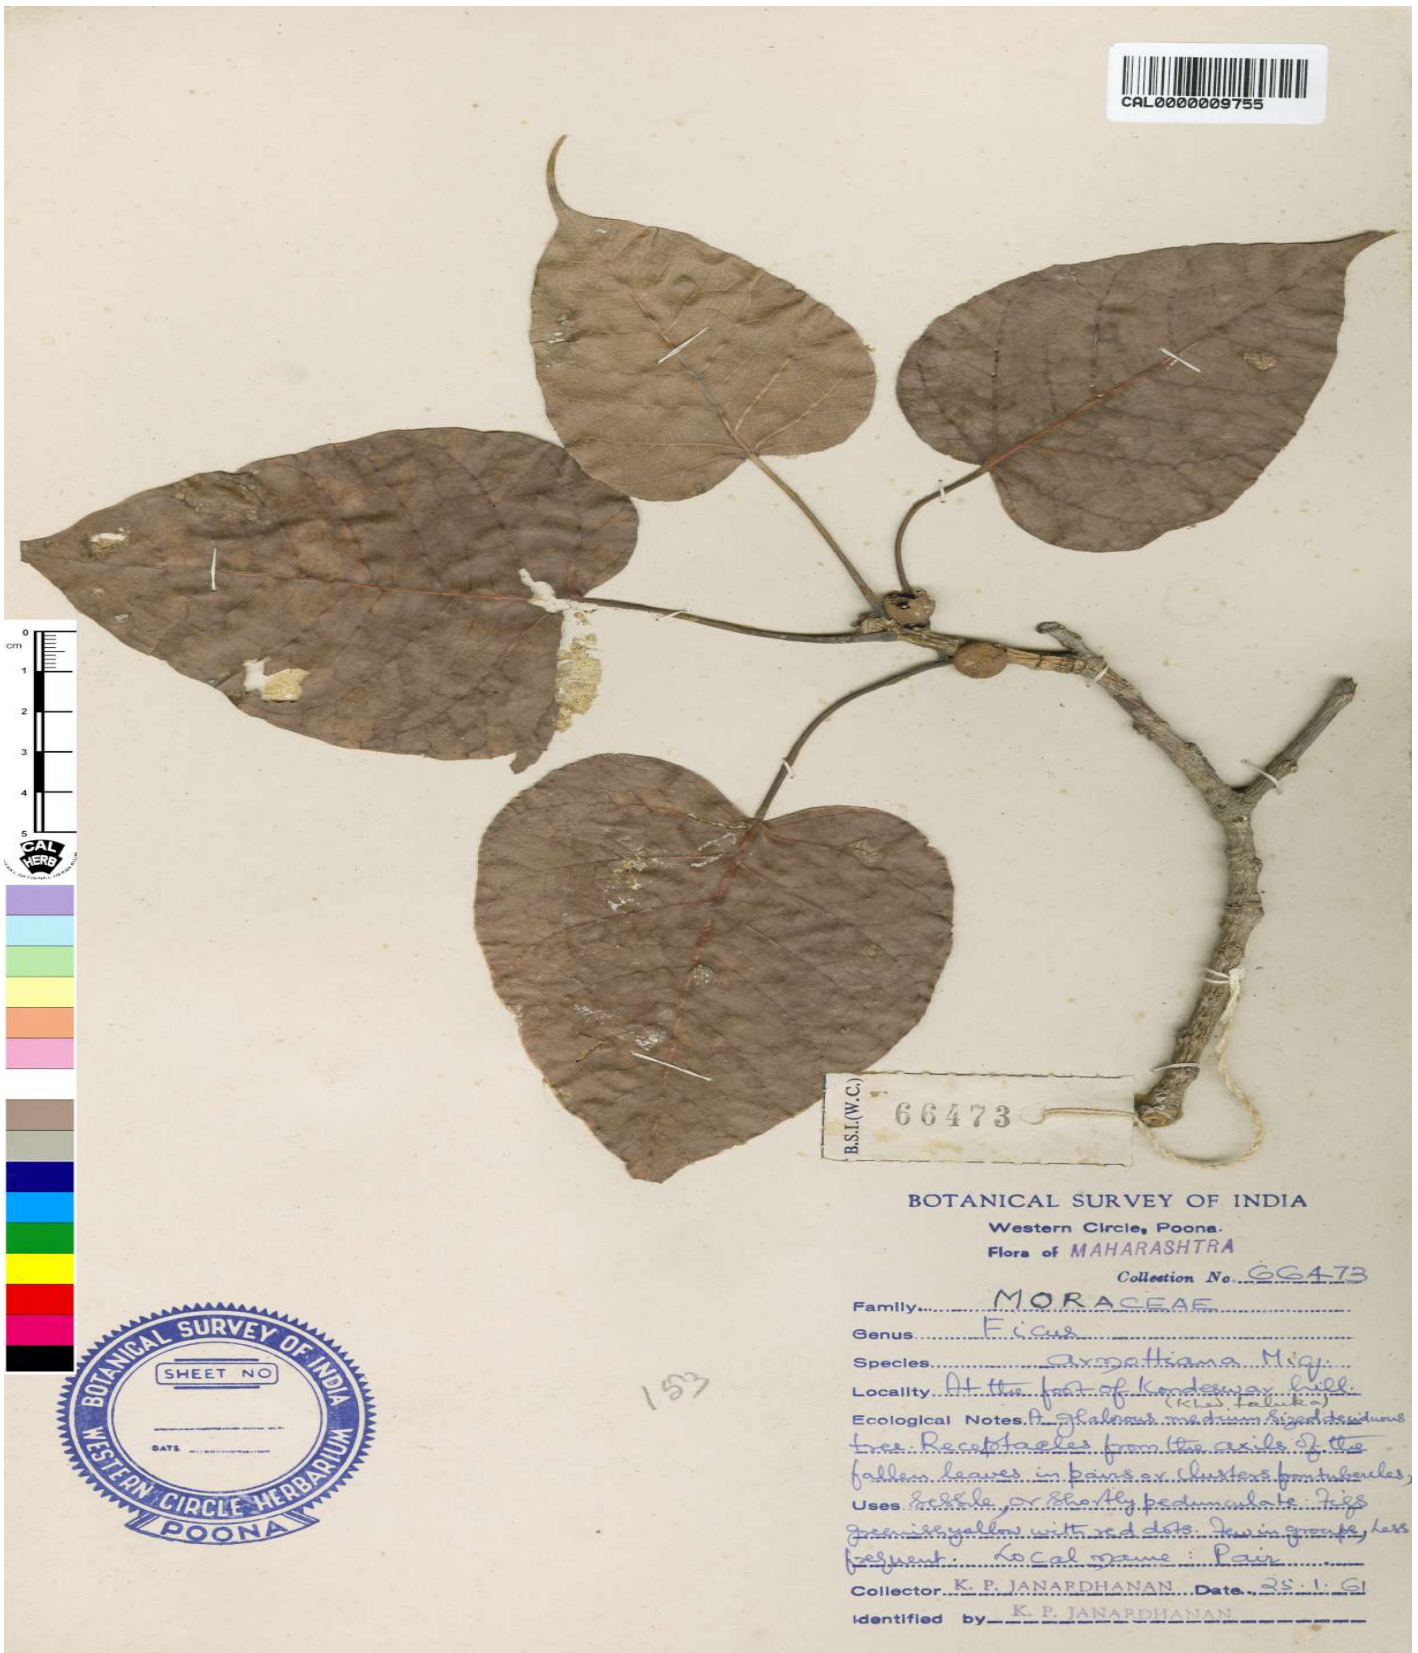 CAL0000009755
0
cm
1
2
3
4
5
CAL
HERB
B.S.I.(W.C.)
66473
BOTANICAL SURVEY OF INDIA
Western Circle, Poona.
Flora of MAHARASHTRA
Collection No. 66473
Family MORACEAE
Genus Ficus
Species arnottiana Miq.
Locality At the foot of Kondeswar hill.
(Khed taluka)
Ecological Notes A glabrous medium sized deciduous
tree. Receptacles from the axils of the
fallen leaves in pairs or clusters from tubercles,
Uses Sessile, or shortly pedunculate. Figs
greenish yellow with red dots. Few in groups, Less
frequent. Local name : Pair
Collector K. P. JANARDHANAN Date 25.1.61
Identified by K. P. JANARDHANAN
153
BOTANICAL SURVEY OF INDIA
SHEET NO
DATE
WESTERN CIRCLE HERBARIUM
POONA